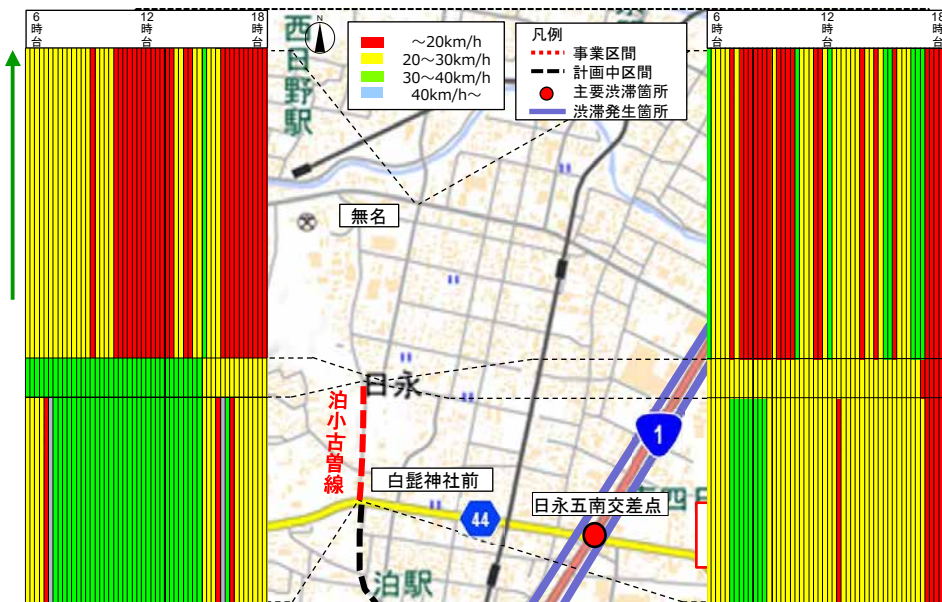 6
時
台
12
時
台
18
時
台
N
西日野駅
～20km/h
20～30km/h
30～40km/h
40km/h～
凡例
事業区間
計画中区間
主要渋滞箇所
渋滞発生箇所
6
時
台
12
時
台
18
時
台
無名
日永
泊小古曽線
1
白髭神社前
44
日永五南交差点
四日
泊駅